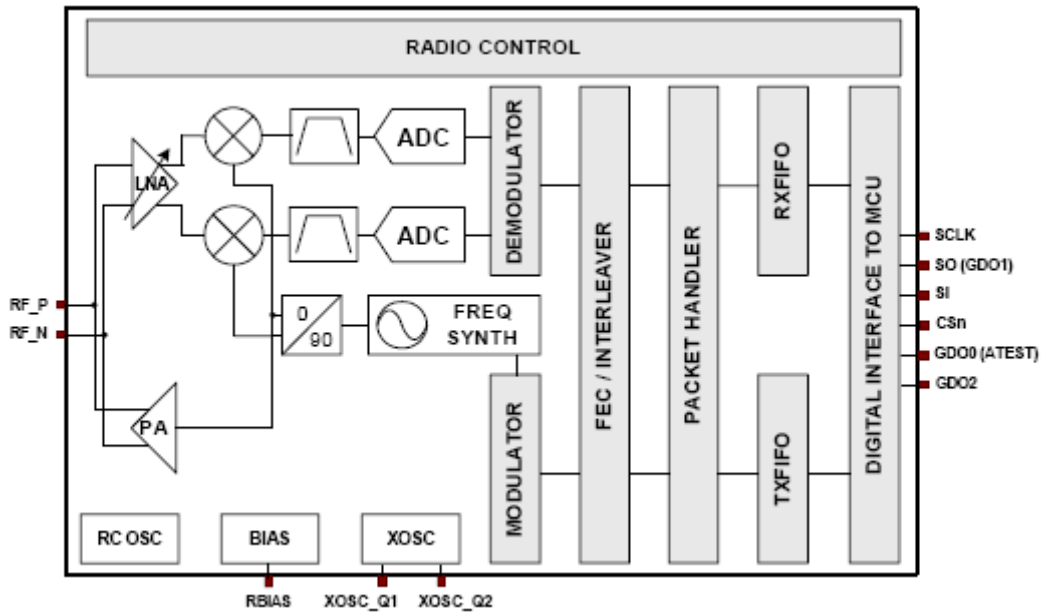 RADIO CONTROL
LNA
ADC
ADC
DEMODULATOR
FEC / INTERLEAVER
PACKET HANDLER
RXFIFO
DIGITAL INTERFACE TO MCU
SCLK
SO (GDO1)
SI
CSn
GDO0 (ATEST)
GDO2
RF_P
RF_N
0
90
FREQ
SYNTH
PA
MODULATOR
TXFIFO
RC OSC
BIAS
XOSC
RBIAS
XOSC_Q1
XOSC_Q2